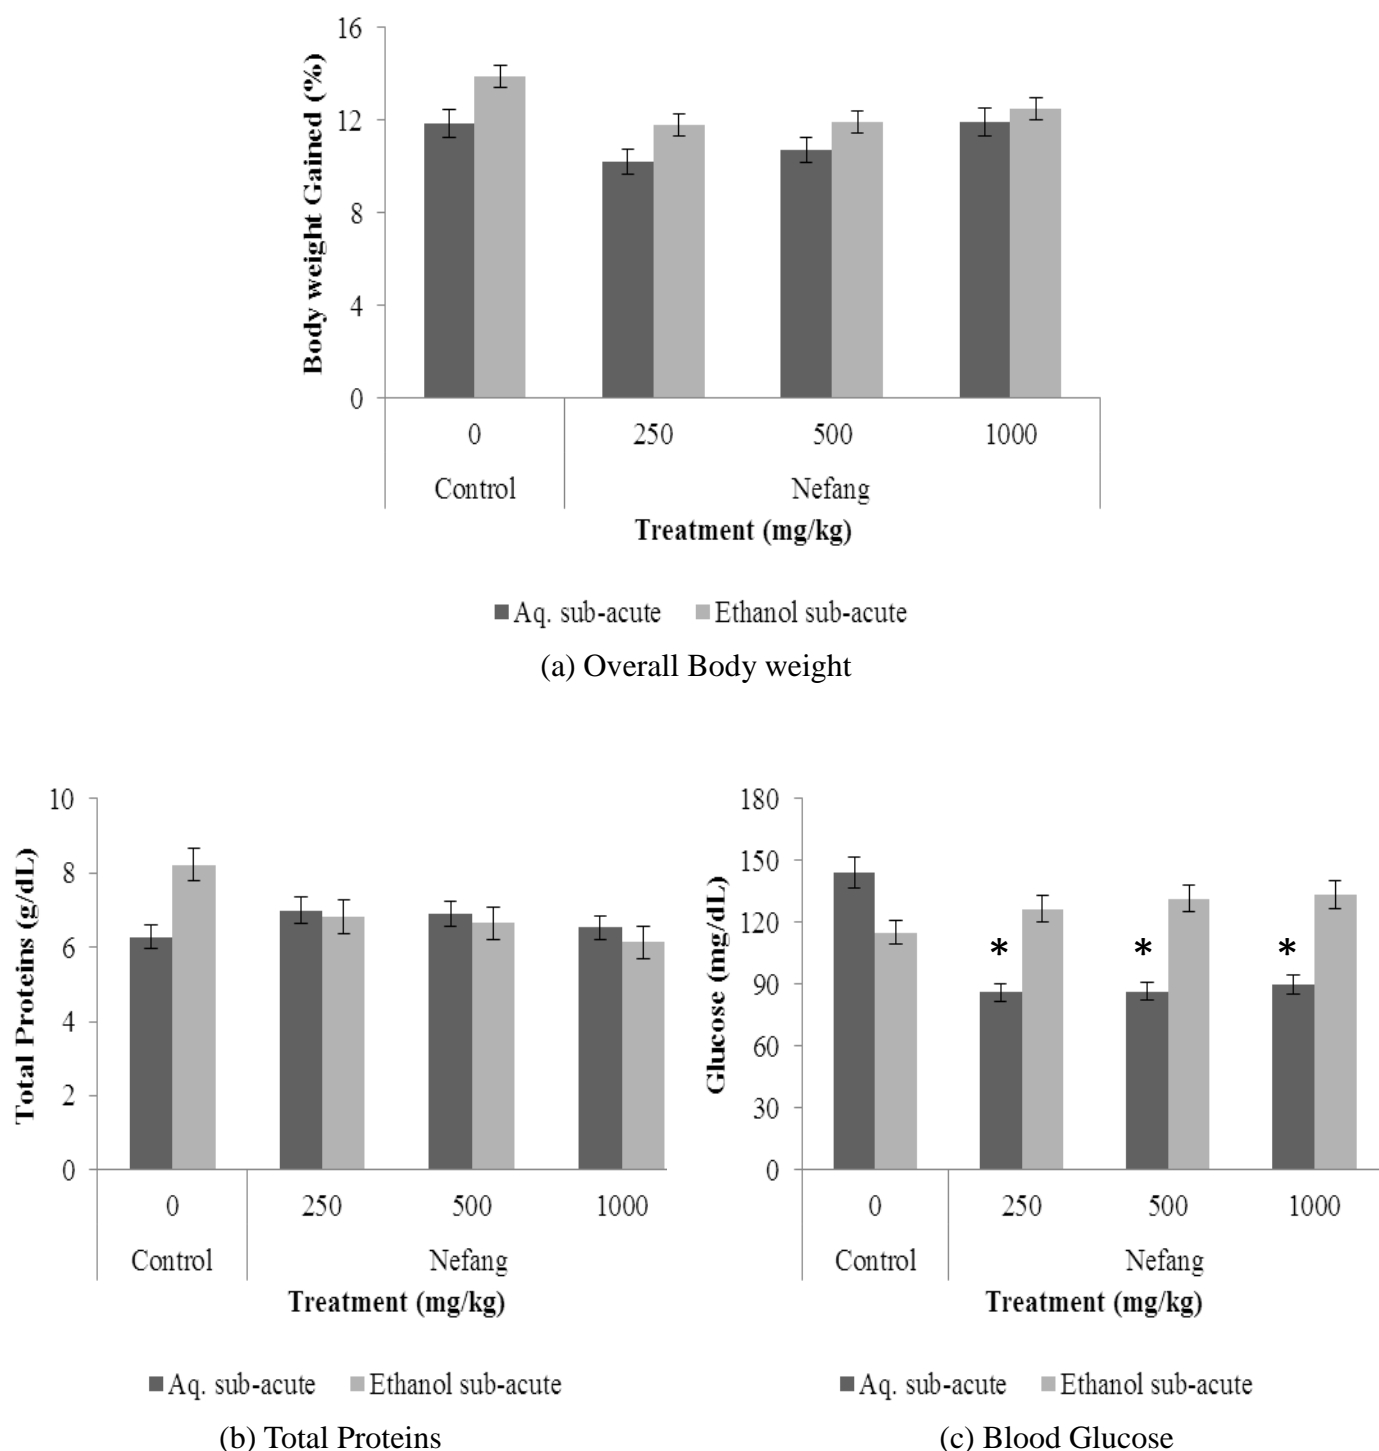 16
12
8
4
0
Body weight Gained (%)
0 250 500 1000
Control Nefang
Treatment (mg/kg)
Aq. sub-acute Ethanol sub-acute
(a) Overall Body weight
10
8
6
4
2
0
Total Proteins (g/dL)
0 250 500 1000
Control Nefang
Treatment (mg/kg)
Aq. sub-acute Ethanol sub-acute
(b) Total Proteins
180
150
120
90
60
30
0
Glucose (mg/dL)
* * *
0 250 500 1000
Control Nefang
Treatment (mg/kg)
Aq. sub-acute Ethanol sub-acute
(c) Blood Glucose